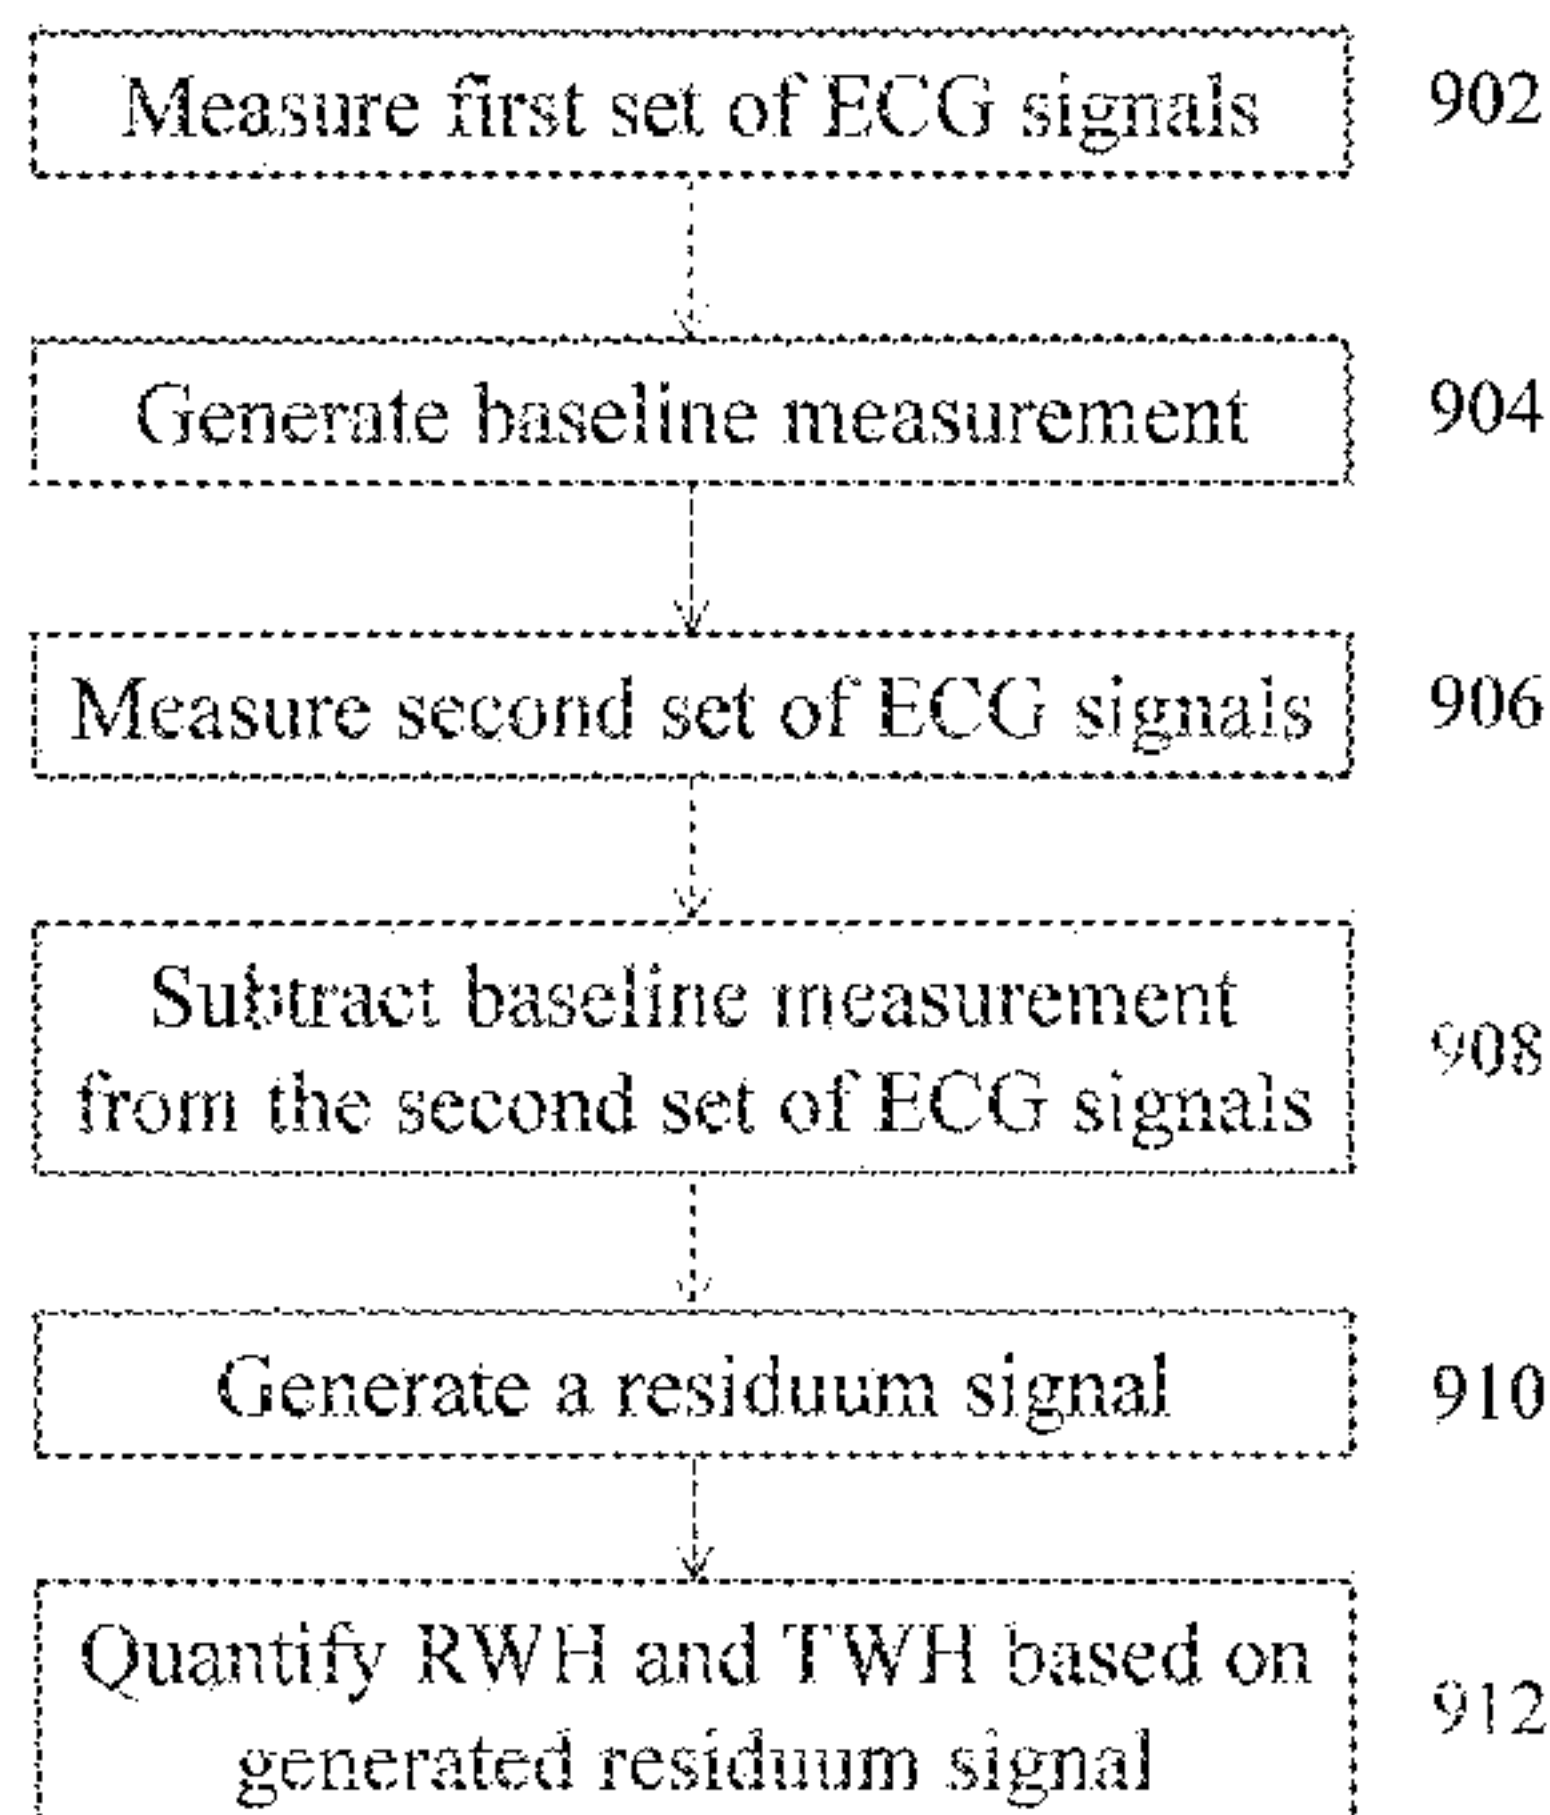 Measure first set of ECG signals 902
Generate baseline measurement 904
Measure second set of ECG signals 906
Subtract baseline measurement
from the second set of ECG signals
908
Generate a residuum signal 910
Quantify RWH and TWH based on
generated residuum signal
912